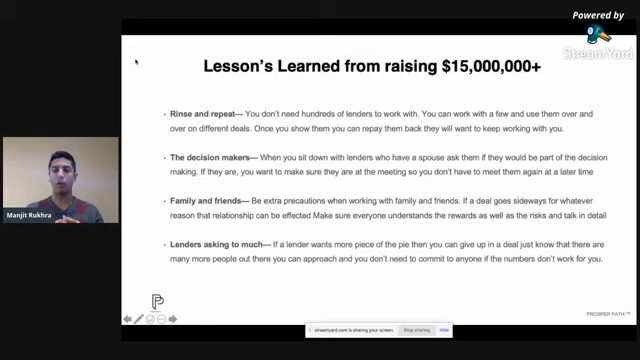 Powered by
StreamYard
Lesson's Learned from raising $15,000,000+
• Rinse and repeat— You don't need hundreds of lenders to work with. You can work with a few and use them over and
over on different deals. Once you show them you can repay them back they will want to keep working with you.
• The decision makers— When you sit down with lenders who have a spouse ask them if they would be part of the decision
making. If they are, you want to make sure they are at the meeting so you don't have to meet them again at a later time
• Family and friends— Be extra precautions when working with family and friends. If a deal goes sideways for whatever
reason that relationship can be effected Make sure everyone understands the rewards as well as the risks and talk in detail
• Lenders asking to much— If a lender wants more piece of the pie then you can give up in a deal just know that there are
many more people out there you can approach and you don't need to commit to anyone if the numbers don't work for you.
Manjit Rukhra
PROSPER PATH ™
streamyard.com is sharing your screen.
Stop sharing
Hide